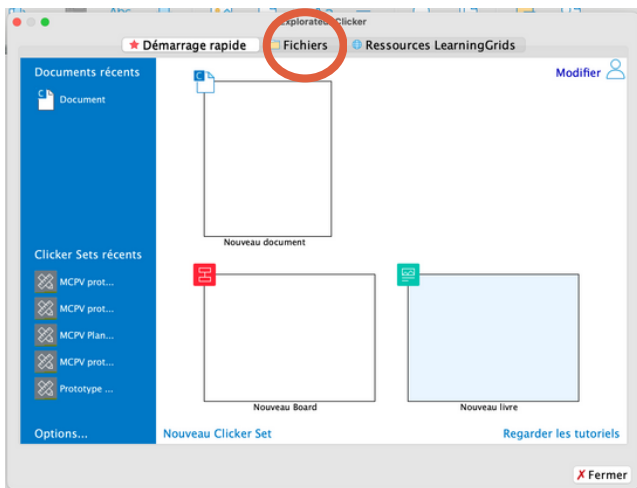 Explorateur Clicker
Démarrage rapide
Fichiers
Ressources LearningGrids
Documents récents
Document
Modifier
Nouveau document
Clicker Sets récents
MCPV prot...
MCPV prot...
MCPV Plan...
MCPV prot...
Prototype ...
Nouveau Board
Nouveau livre
Options...
Nouveau Clicker Set
Regarder les tutoriels
Fermer